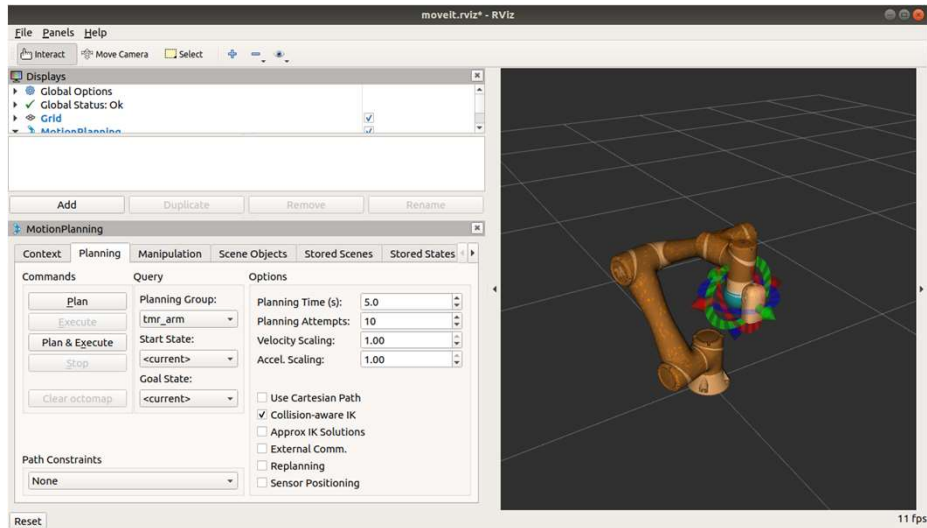 moveit.rviz* - RViz
File Panels Help
Interact Move Camera Select
Displays
Global Options
Global Status: Ok
Grid
MotionPlanning
Add Duplicate Remove Rename
MotionPlanning
Context Planning Manipulation Scene Objects Stored Scenes Stored States
Commands Query Options
Plan
Execute
Plan & Execute
Stop
Clear octomap
Planning Group:
tmr_arm
Start State:
<current>
Goal State:
<current>
Planning Time (s): 5.0
Planning Attempts: 10
Velocity Scaling: 1.00
Accel. Scaling: 1.00
Use Cartesian Path
Collision-aware IK
Approx IK Solutions
External Comm.
Replanning
Sensor Positioning
Path Constraints
None
Reset
11 fps